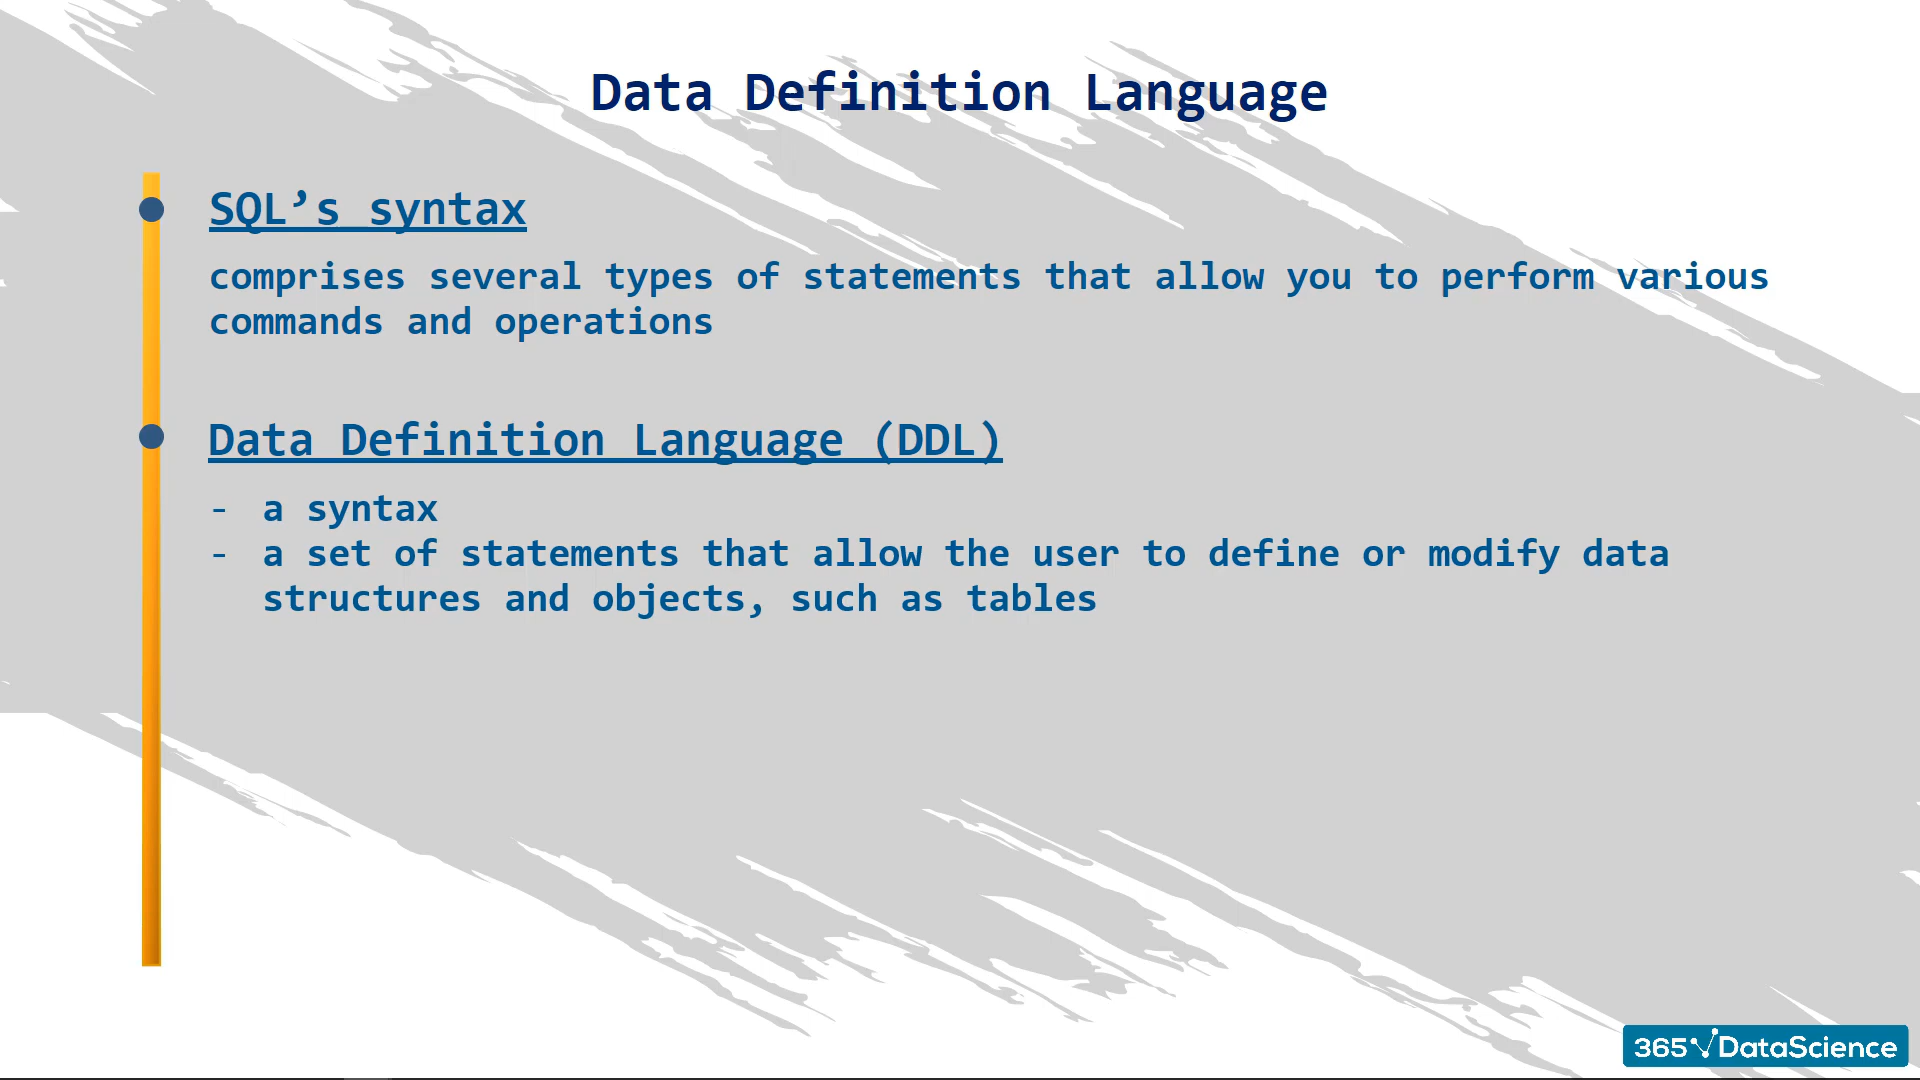 Data Definition Language
SQL’s syntax
comprises several types of statements that allow you to perform various
commands and operations
Data Definition Language (DDL)
- a syntax
- a set of statements that allow the user to define or modify data
structures and objects, such as tables
365 DataScience